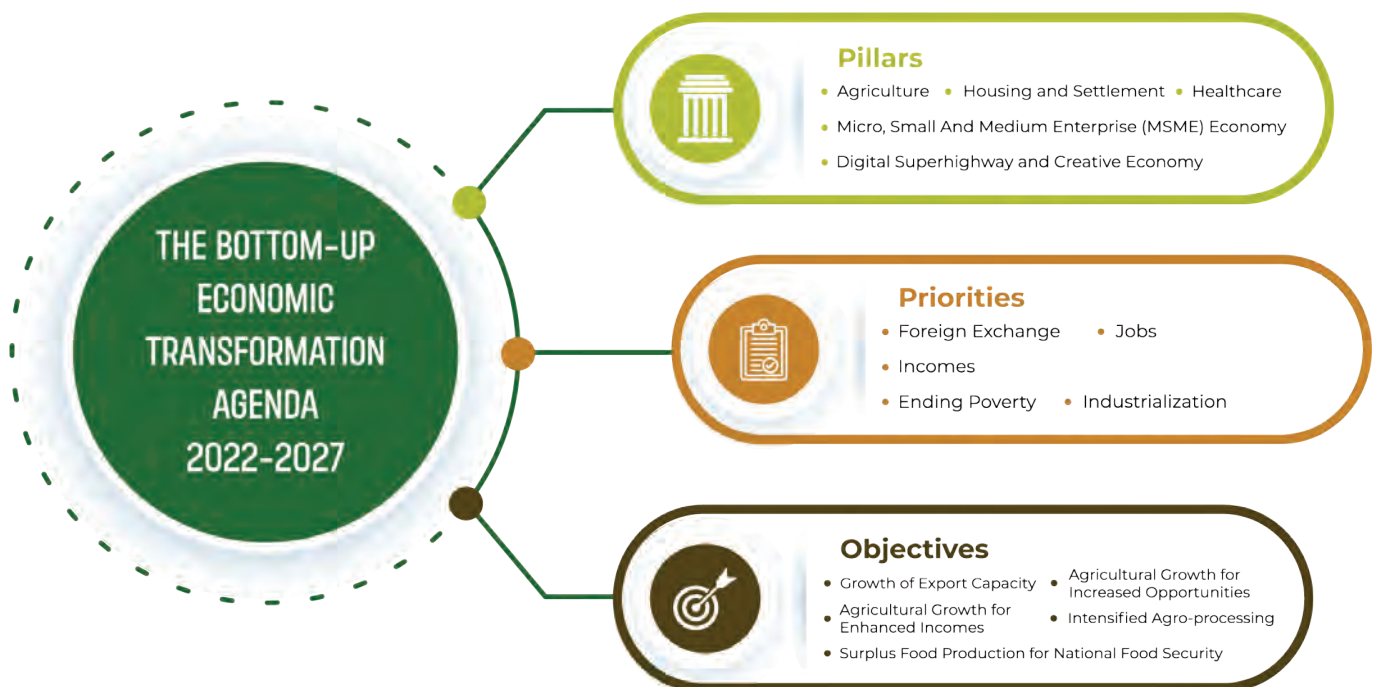 THE BOTTOM-UP
ECONOMIC
TRANSFORMATION
AGENDA
2022-2027
Pillars
• Agriculture • Housing and Settlement • Healthcare
• Micro, Small And Medium Enterprise (MSME) Economy
• Digital Superhighway and Creative Economy
Priorities
• Foreign Exchange • Jobs
• Incomes
• Ending Poverty • Industrialization
Objectives
• Growth of Export Capacity
• Agricultural Growth for
Increased Opportunities
• Agricultural Growth for
Enhanced Incomes
• Intensified Agro-processing
• Surplus Food Production for National Food Security